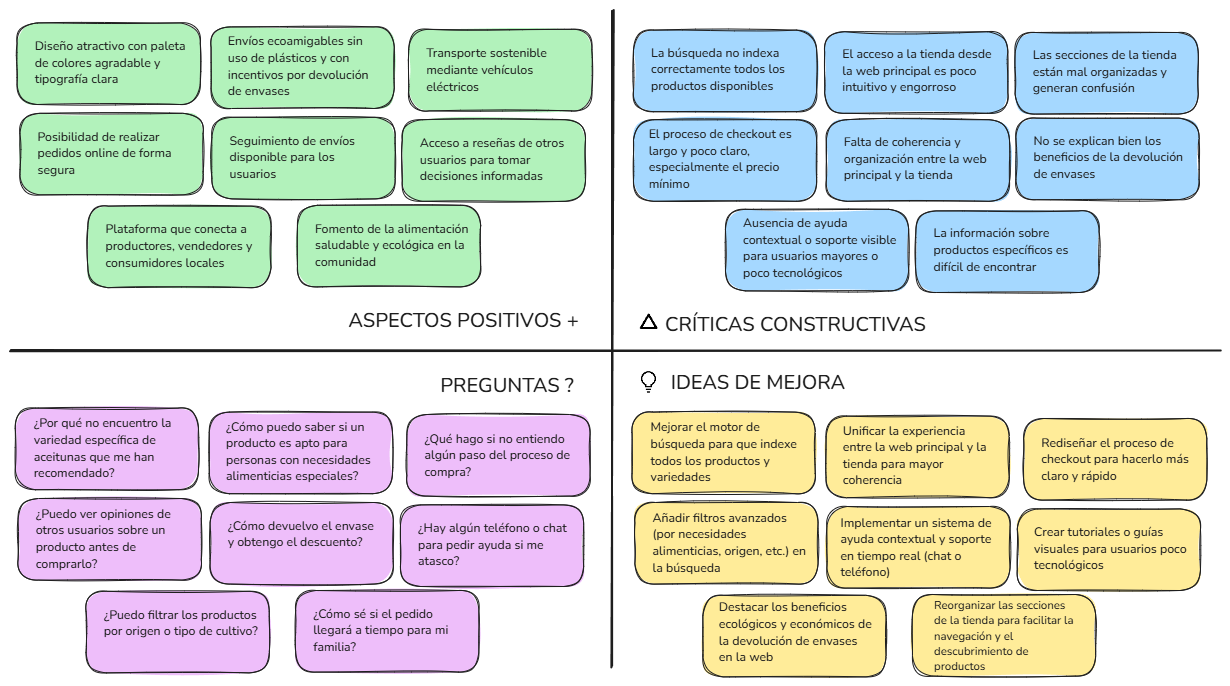 Diseño atractivo con paleta
de colores agradable y
tipografía clara
Envíos ecoamigables sin
uso de plásticos y con
incentivos por devolución
de envases
Transporte sostenible
mediante vehículos
eléctricos
Posibilidad de realizar
pedidos online de forma
segura
Seguimiento de envíos
disponible para los
usuarios
Acceso a reseñas de otros
usuarios para tomar
decisiones informadas
Plataforma que conecta a
productores, vendedores y
consumidores locales
Fomento de la alimentación
saludable y ecológica en la
comunidad
ASPECTOS POSITIVOS +
La búsqueda no indexa
correctamente todos los
productos disponibles
El acceso a la tienda desde
la web principal es poco
intuitivo y engorroso
Las secciones de la tienda
están mal organizadas y
generan confusión
El proceso de checkout es
largo y poco claro,
especialmente el precio
mínimo
Falta de coherencia y
organización entre la web
principal y la tienda
No se explican bien los
beneficios de la devolución
de envases
Ausencia de ayuda
contextual o soporte visible
para usuarios mayores o
poco tecnológicos
La información sobre
productos específicos es
difícil de encontrar
CRÍTICAS CONSTRUCTIVAS
PREGUNTAS ?
¿Por qué no encuentro la
variedad específica de
aceitunas que me han
recomendado?
¿Cómo puedo saber si un
producto es apto para
personas con necesidades
alimenticias especiales?
¿Qué hago si no entiendo
algún paso del proceso de
compra?
¿Puedo ver opiniones de
otros usuarios sobre un
producto antes de
comprarlo?
¿Cómo devuelvo el envase
y obtengo el descuento?
¿Hay algún teléfono o chat
para pedir ayuda si me
atasco?
¿Puedo filtrar los productos
por origen o tipo de cultivo?
¿Cómo sé si el pedido
llegará a tiempo para mi
familia?
IDEAS DE MEJORA
Mejorar el motor de
búsqueda para que indexe
todos los productos y
variedades
Unificar la experiencia
entre la web principal y la
tienda para mayor
coherencia
Rediseñar el proceso de
checkout para hacerlo más
claro y rápido
Añadir filtros avanzados
(por necesidades
alimenticias, origen, etc.) en
la búsqueda
Implementar un sistema de
ayuda contextual y soporte
en tiempo real (chat o
teléfono)
Crear tutoriales o guías
visuales para usuarios poco
tecnológicos
Destacar los beneficios
ecológicos y económicos de
la devolución de envases
en la web
Reorganizar las secciones
de la tienda para facilitar la
navegación y el
descubrimiento de
productos